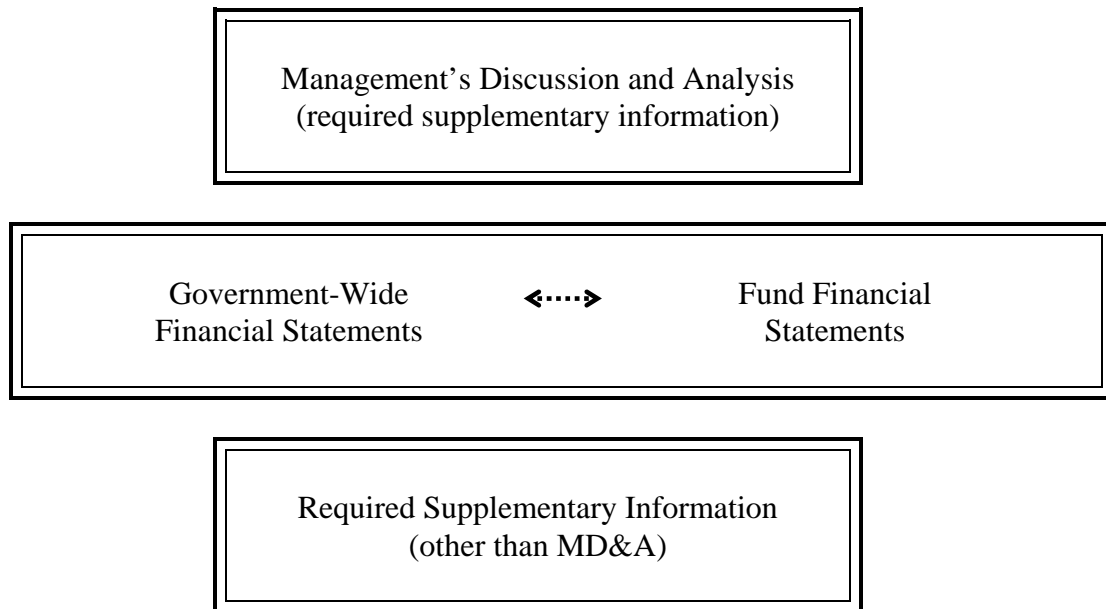 Management’s Discussion and Analysis
(required supplementary information)
Government-Wide
Financial Statements
Fund Financial
Statements
Required Supplementary Information
(other than MD&A)